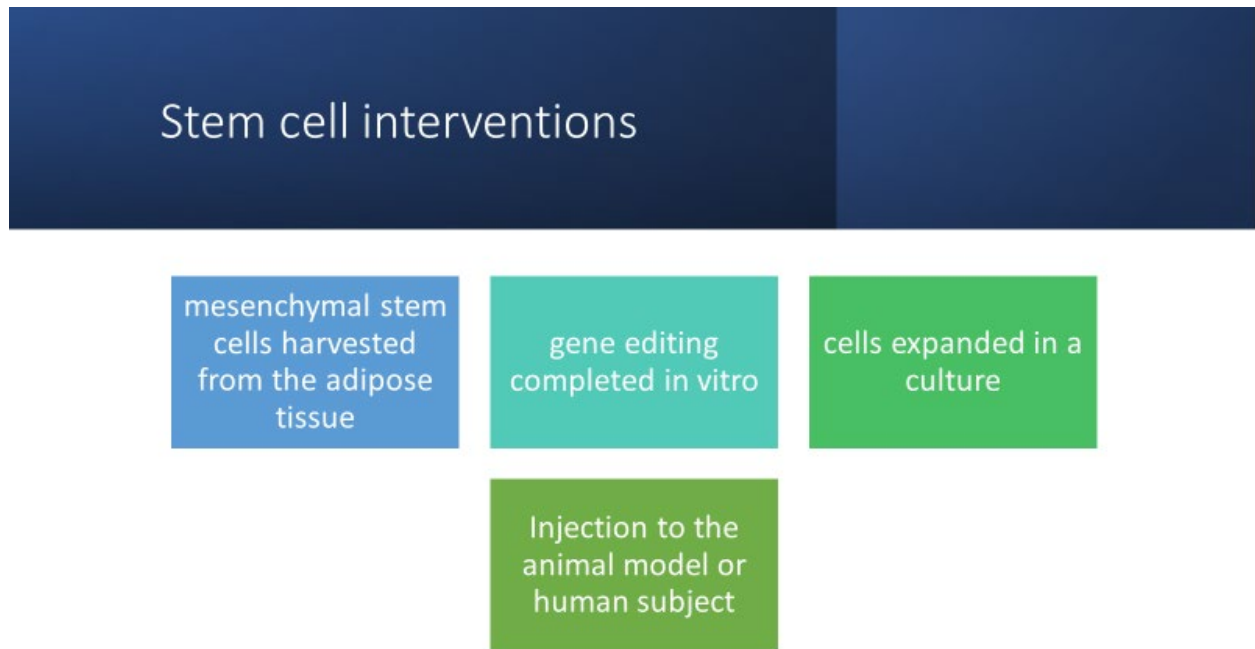 Stem cell interventions
mesenchymal stem
cells harvested
from the adipose
tissue
gene editing
completed in vitro
cells expanded in a
culture
Injection to the
animal model or
human subject